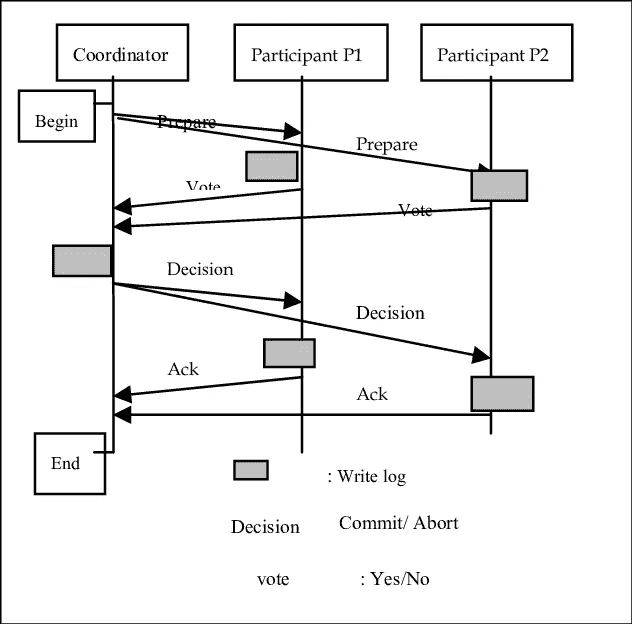 Coordinator
Participant P1
Participant P2
Begin
Prepare
Prepare
Vote
Vote
Decision
Decision
Ack
Ack
End
: Write log
Decision
Commit/ Abort
vote
: Yes/No